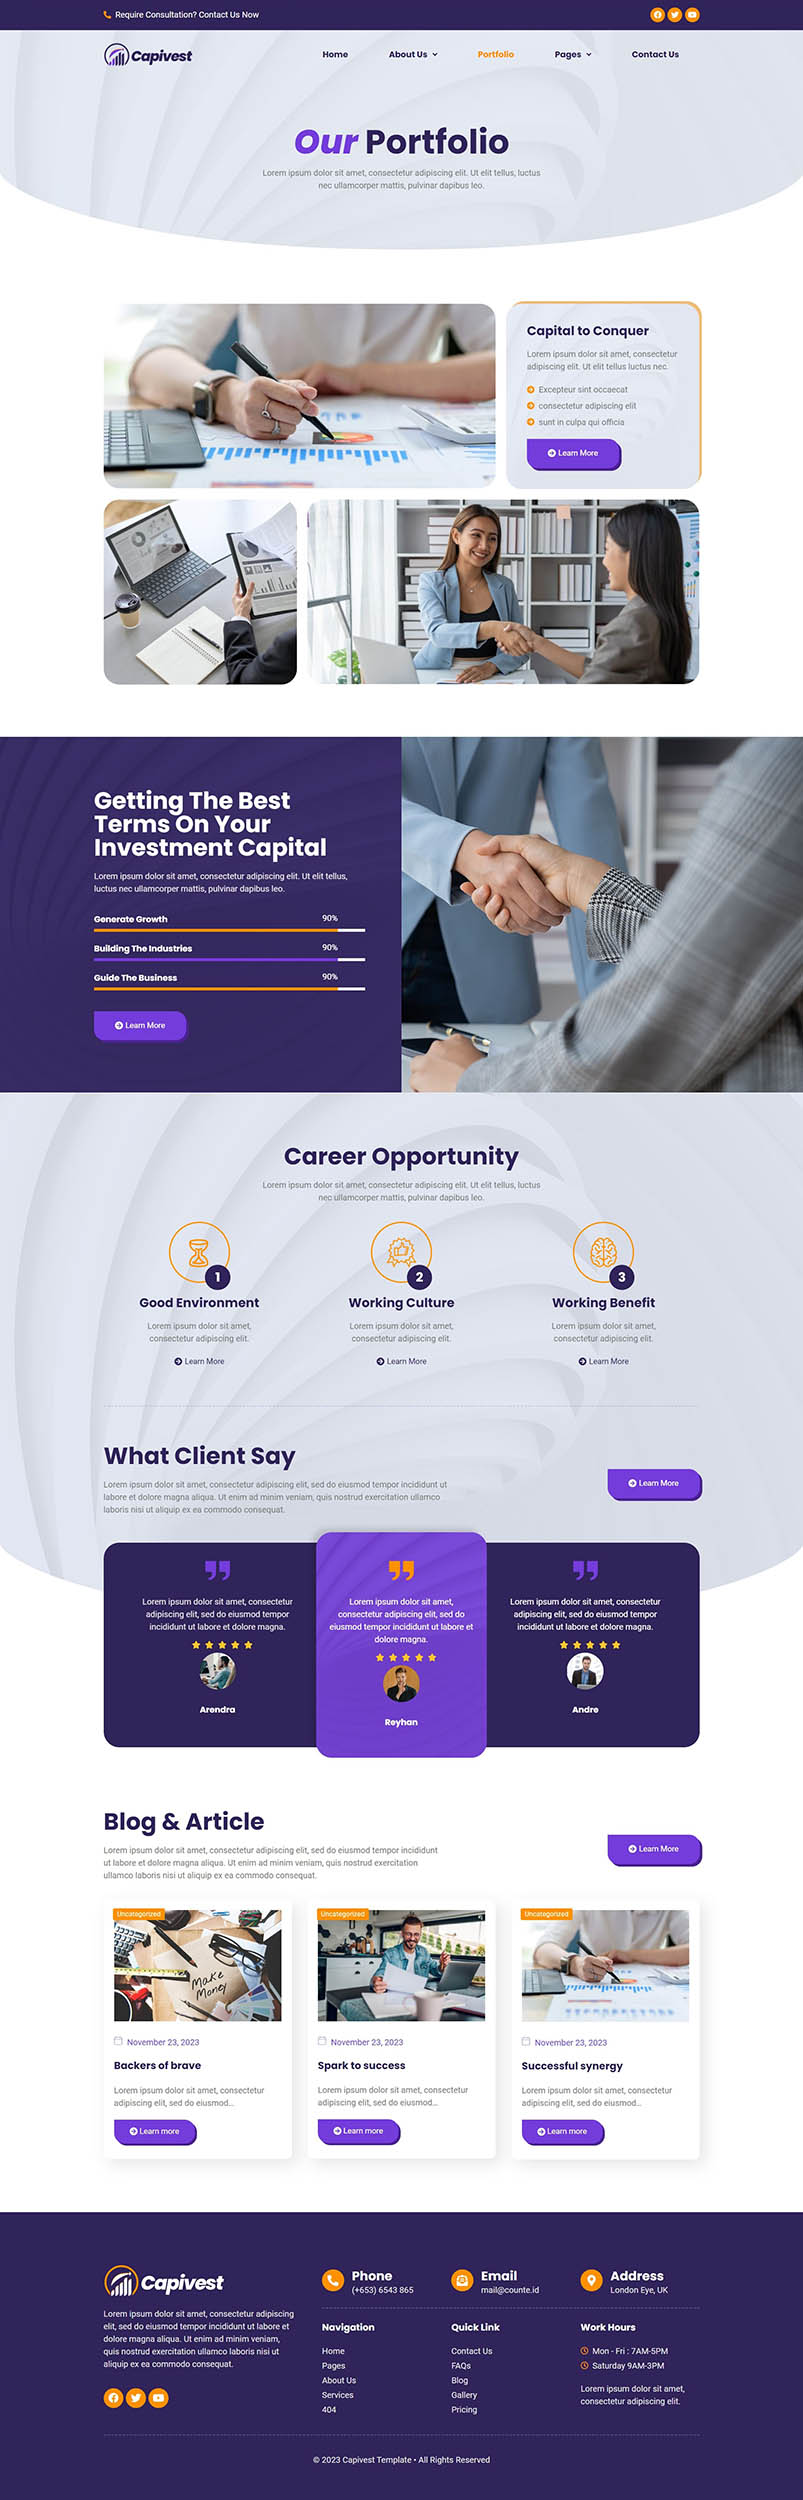 Require Consultation? Contact Us Now
Capivest
Home
About Us
Portfolio
Pages
Contact Us
Our Portfolio
Lorem ipsum dolor sit amet, consectetur adipiscing elit. Ut elit tellus, luctus
nec ullamcorper mattis, pulvinar dapibus leo.
Capital to Conquer
Lorem ipsum dolor sit amet, consectetur
adipiscing elit. Ut elit tellus luctus nec.
Excepteur sint occaecat
consectetur adipiscing elit
sunt in culpa qui officia
Learn More
Getting The Best
Terms On Your
Investment Capital
Lorem ipsum dolor sit amet, consectetur adipiscing elit. Ut elit tellus,
luctus nec ullamcorper mattis, pulvinar dapibus leo.
Generate Growth 90%
Building The Industries 90%
Guide The Business 90%
Learn More
Career Opportunity
Lorem ipsum dolor sit amet, consectetur adipiscing elit. Ut elit tellus, luctus
nec ullamcorper mattis, pulvinar dapibus leo.
1
Good Environment
Lorem ipsum dolor sit amet,
consectetur adipiscing elit.
Learn More
2
Working Culture
Lorem ipsum dolor sit amet,
consectetur adipiscing elit.
Learn More
3
Working Benefit
Lorem ipsum dolor sit amet,
consectetur adipiscing elit.
Learn More
What Client Say
Lorem ipsum dolor sit amet, consectetur adipiscing elit, sed do eiusmod tempor incididunt ut
labore et dolore magna aliqua. Ut enim ad minim veniam, quis nostrud exercitation ullamco
laboris nisi ut aliquip ex ea commodo consequat.
Learn More
Lorem ipsum dolor sit amet, consectetur
adipiscing elit, sed do eiusmod tempor
incididunt ut labore et dolore magna.
Arendra
Lorem ipsum dolor sit amet,
consectetur adipiscing elit, sed do
eiusmod tempor incididunt ut labore et
dolore magna.
Reyhan
Lorem ipsum dolor sit amet, consectetur
adipiscing elit, sed do eiusmod tempor
incididunt ut labore et dolore magna.
Andre
Blog & Article
Lorem ipsum dolor sit amet, consectetur adipiscing elit, sed do eiusmod tempor incididunt
ut labore et dolore magna aliqua. Ut enim ad minim veniam, quis nostrud exercitation
ullamco laboris nisi ut aliquip ex ea commodo consequat.
Learn More
Uncategorized
Make
Money
November 23, 2023
Backers of brave
Lorem ipsum dolor sit amet, consectetur
adipiscing elit, sed do eiusmod...
Learn more
Uncategorized
November 23, 2023
Spark to success
Lorem ipsum dolor sit amet, consectetur
adipiscing elit, sed do eiusmod...
Learn more
Uncategorized
November 23, 2023
Successful synergy
Lorem ipsum dolor sit amet, consectetur
adipiscing elit, sed do eiusmod...
Learn more
Capivest
Lorem ipsum dolor sit amet, consectetur adipiscing
elit, sed do eiusmod tempor incididunt ut labore et
dolore magna aliqua. Ut enim ad minim veniam,
quis nostrud exercitation ullamco laboris nisi ut
aliquip ex ea commodo consequat.
Phone
(+653) 6543 865
Email
mail@counte.id
Address
London Eye, UK
Navigation
Home
Pages
About Us
Services
404
Quick Link
Contact Us
FAQs
Blog
Gallery
Pricing
Work Hours
Mon - Fri : 7AM-5PM
Saturday 9AM-3PM
Lorem ipsum dolor sit amet,
consectetur adipiscing elit.
© 2023 Capivest Template • All Rights Reserved